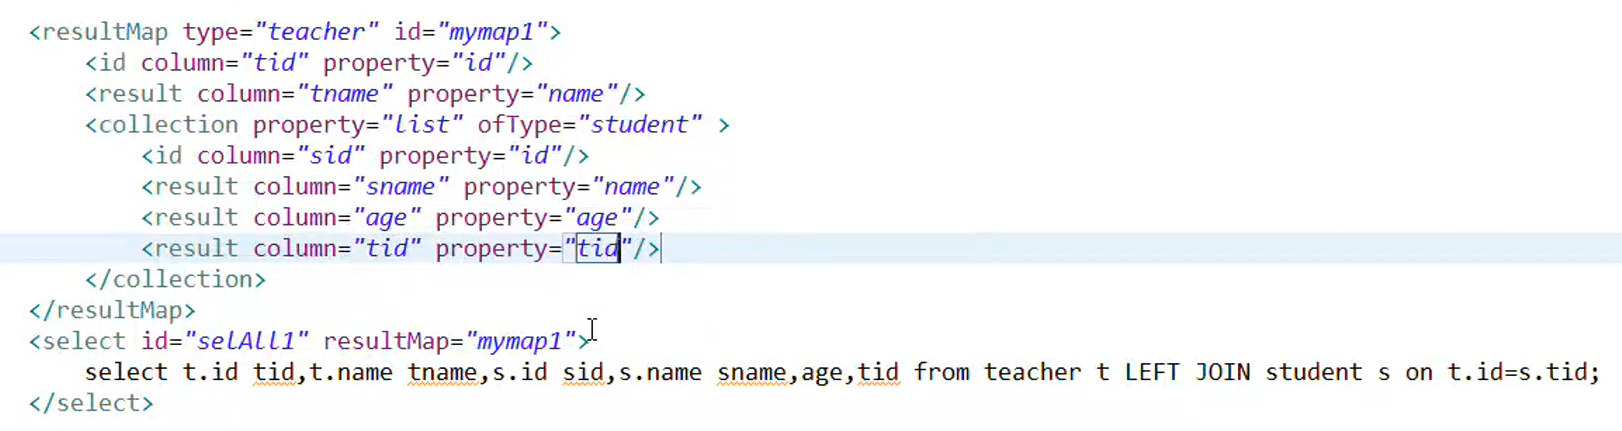 <resultMap type="teacher" id="mymap1">
<id column="tid" property="id"/>
<result column="tname" property="name"/>
<collection property="list" ofType="student" >
<id column="sid" property="id"/>
<result column="sname" property="name"/>
<result column="age" property="age"/>
<result column="tid" property="tid"/>
</collection>
</resultMap>
<select id="selAll1" resultMap="mymap1">
select t.id tid,t.name tname,s.id sid,s.name sname,age,tid from teacher t LEFT JOIN student s on t.id=s.tid;
</select>